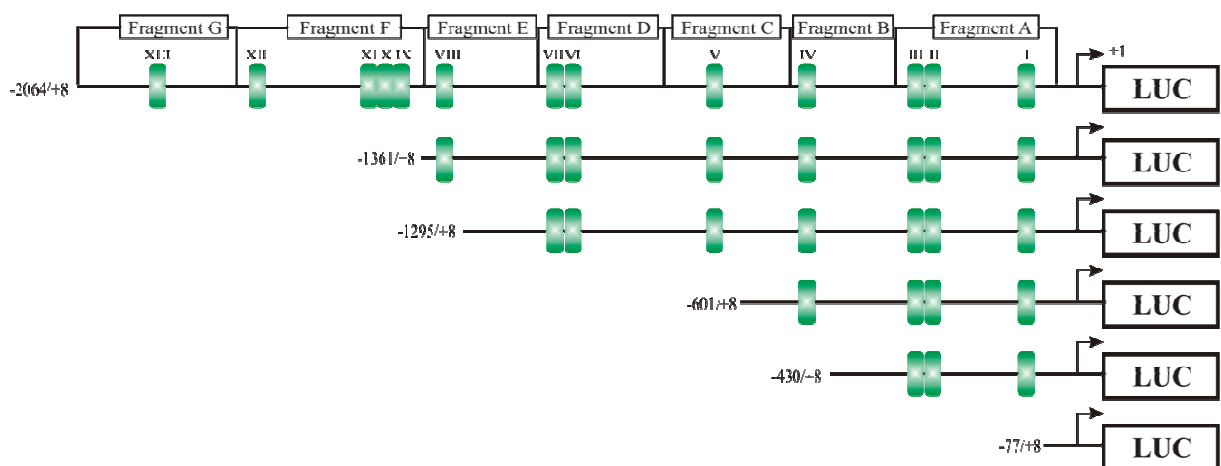 Fragment G Fragment F Fragment E Fragment D Fragment C Fragment B Fragment A
XIII XII XI X IX VIII VII VI V IV III II I +1
-2064/+8 LUC
-1361/+8 LUC
-1295/+8 LUC
-601/+8 LUC
-430/+8 LUC
-77/+8 LUC